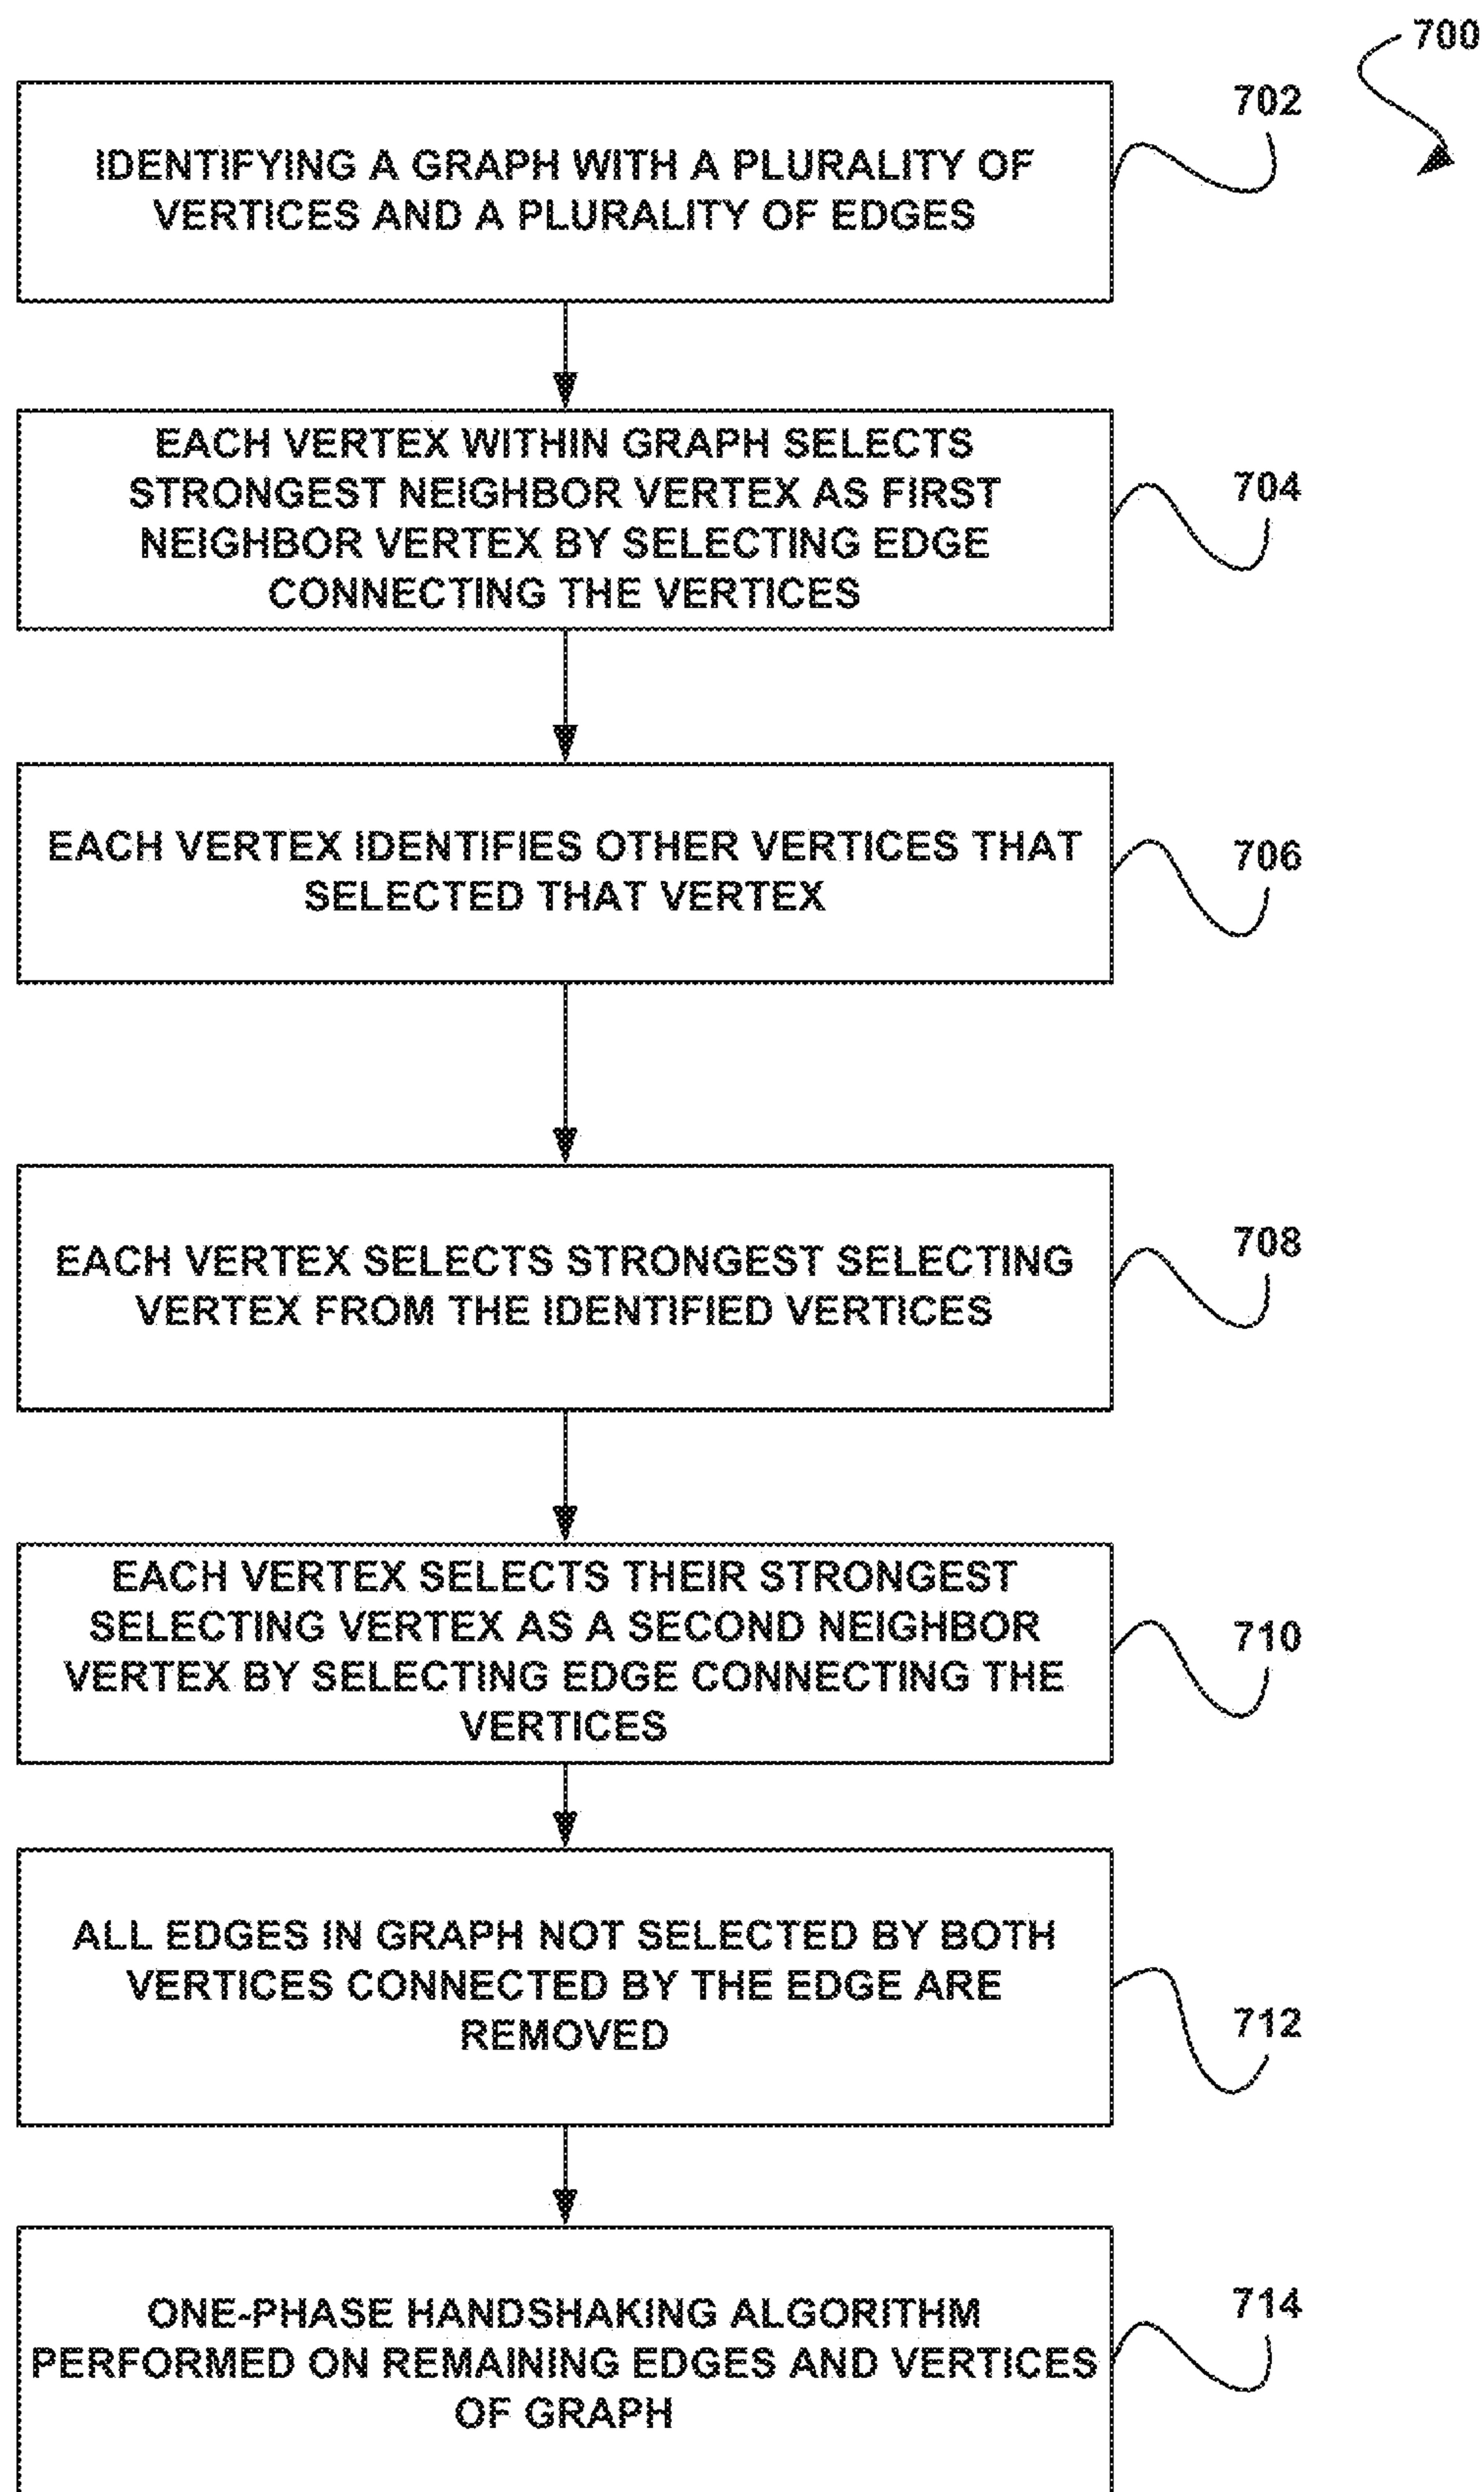 700
702
IDENTIFYING A GRAPH WITH A PLURALITY OF
VERTICES AND A PLURALITY OF EDGES
EACH VERTEX WITHIN GRAPH SELECTS
STRONGEST NEIGHBOR VERTEX AS FIRST
NEIGHBOR VERTEX BY SELECTING EDGE
CONNECTING THE VERTICES
704
EACH VERTEX IDENTIFIES OTHER VERTICES THAT
SELECTED THAT VERTEX
706
EACH VERTEX SELECTS STRONGEST SELECTING
VERTEX FROM THE IDENTIFIED VERTICES
708
EACH VERTEX SELECTS THEIR STRONGEST
SELECTING VERTEX AS A SECOND NEIGHBOR
VERTEX BY SELECTING EDGE CONNECTING THE
VERTICES
710
ALL EDGES IN GRAPH NOT SELECTED BY BOTH
VERTICES CONNECTED BY THE EDGE ARE
REMOVED
712
ONE-PHASE HANDSHAKING ALGORITHM
PERFORMED ON REMAINING EDGES AND VERTICES
OF GRAPH
714